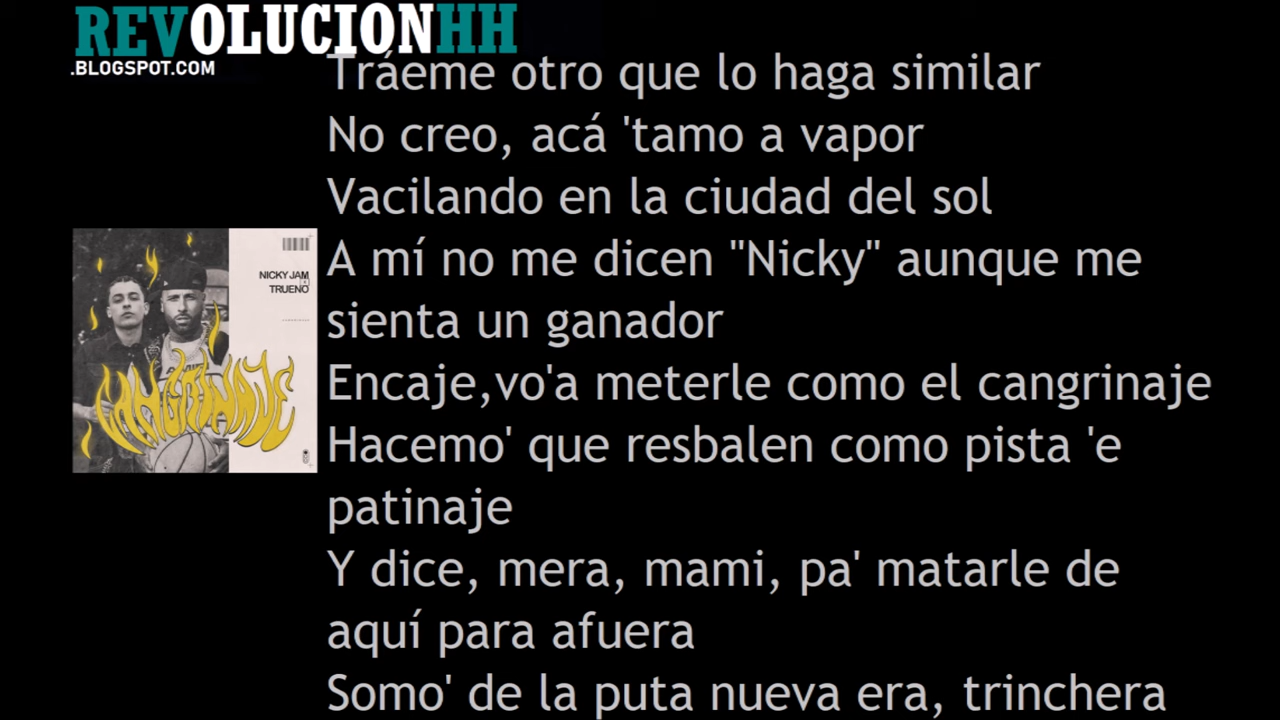 REVOLUCIONHH
.BLOGSPOT.COM
Tráeme otro que lo haga similar
No creo, acá 'tamo a vapor
Vacilando en la ciudad del sol
A mí no me dicen "Nicky" aunque me
sienta un ganador
Encaje,vo'a meterle como el cangrinaje
Hacemo' que resbalen como pista 'e
patinaje
Y dice, mera, mami, pa' matarle de
aquí para afuera
Somo' de la puta nueva era, trinchera
NICKY JAM
X
TRUENO
CANGRINAJE